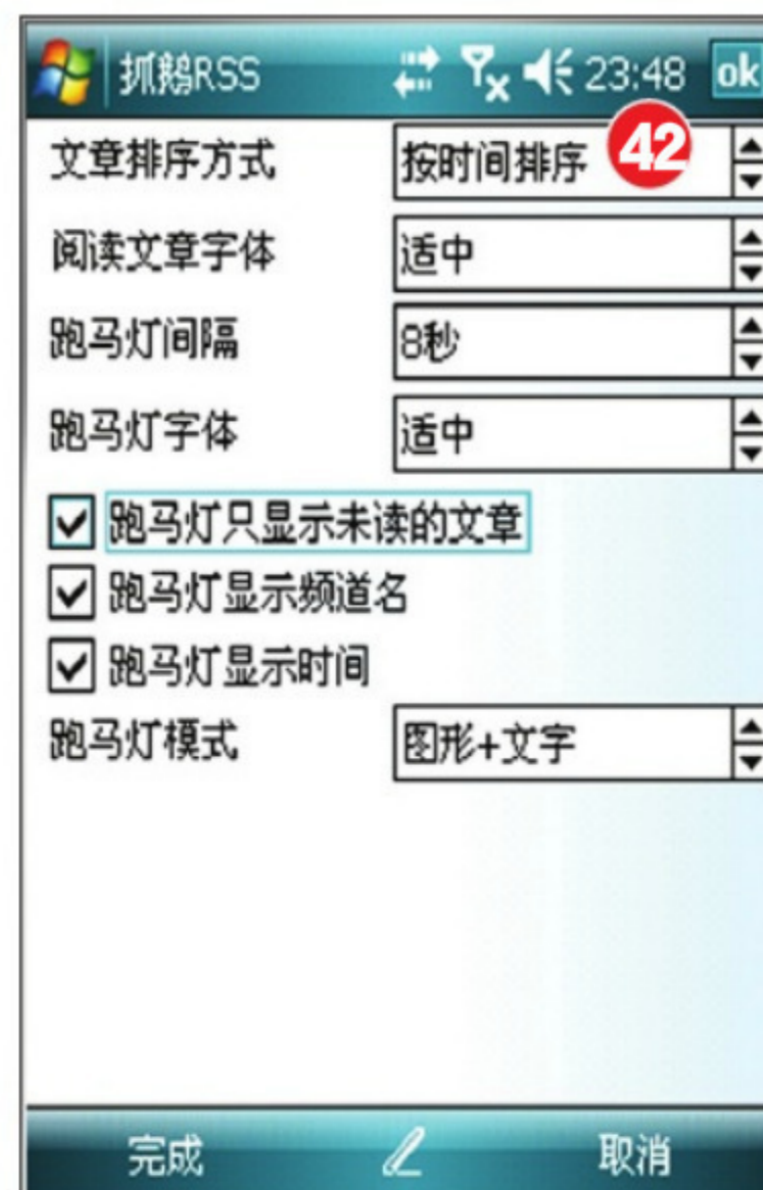 抓鹅RSS 23:48 ok
文章排序方式 按时间排序 42
阅读文章字体 适中
跑马灯间隔 8秒
跑马灯字体 适中
跑马灯只显示未读的文章
跑马灯显示频道名
跑马灯显示时间
跑马灯模式 图形+文字
完成 取消